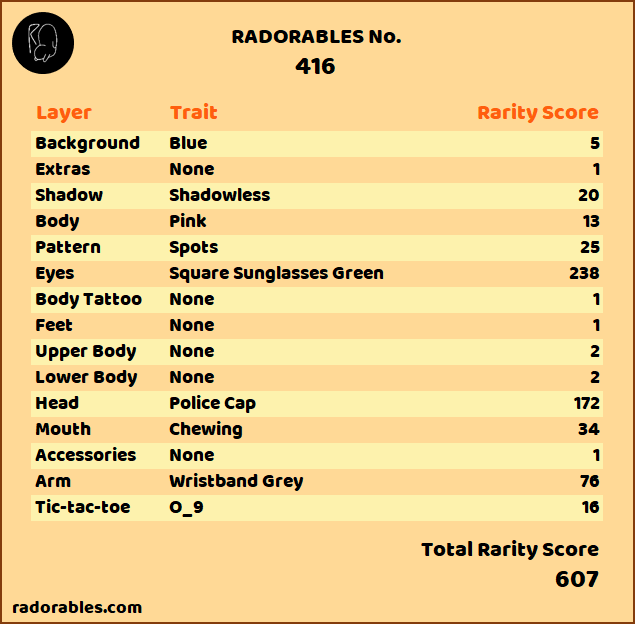 RADORABLES No.
416
Layer Trait Rarity Score
Background Blue 5
Extras None 1
Shadow Shadowless 20
Body Pink 13
Pattern Spots 25
Eyes Square Sunglasses Green 238
Body Tattoo None 1
Feet None 1
Upper Body None 2
Lower Body None 2
Head Police Cap 172
Mouth Chewing 34
Accessories None 1
Arm Wristband Grey 76
Tic-tac-toe O_9 16
Total Rarity Score
607
radorables.com